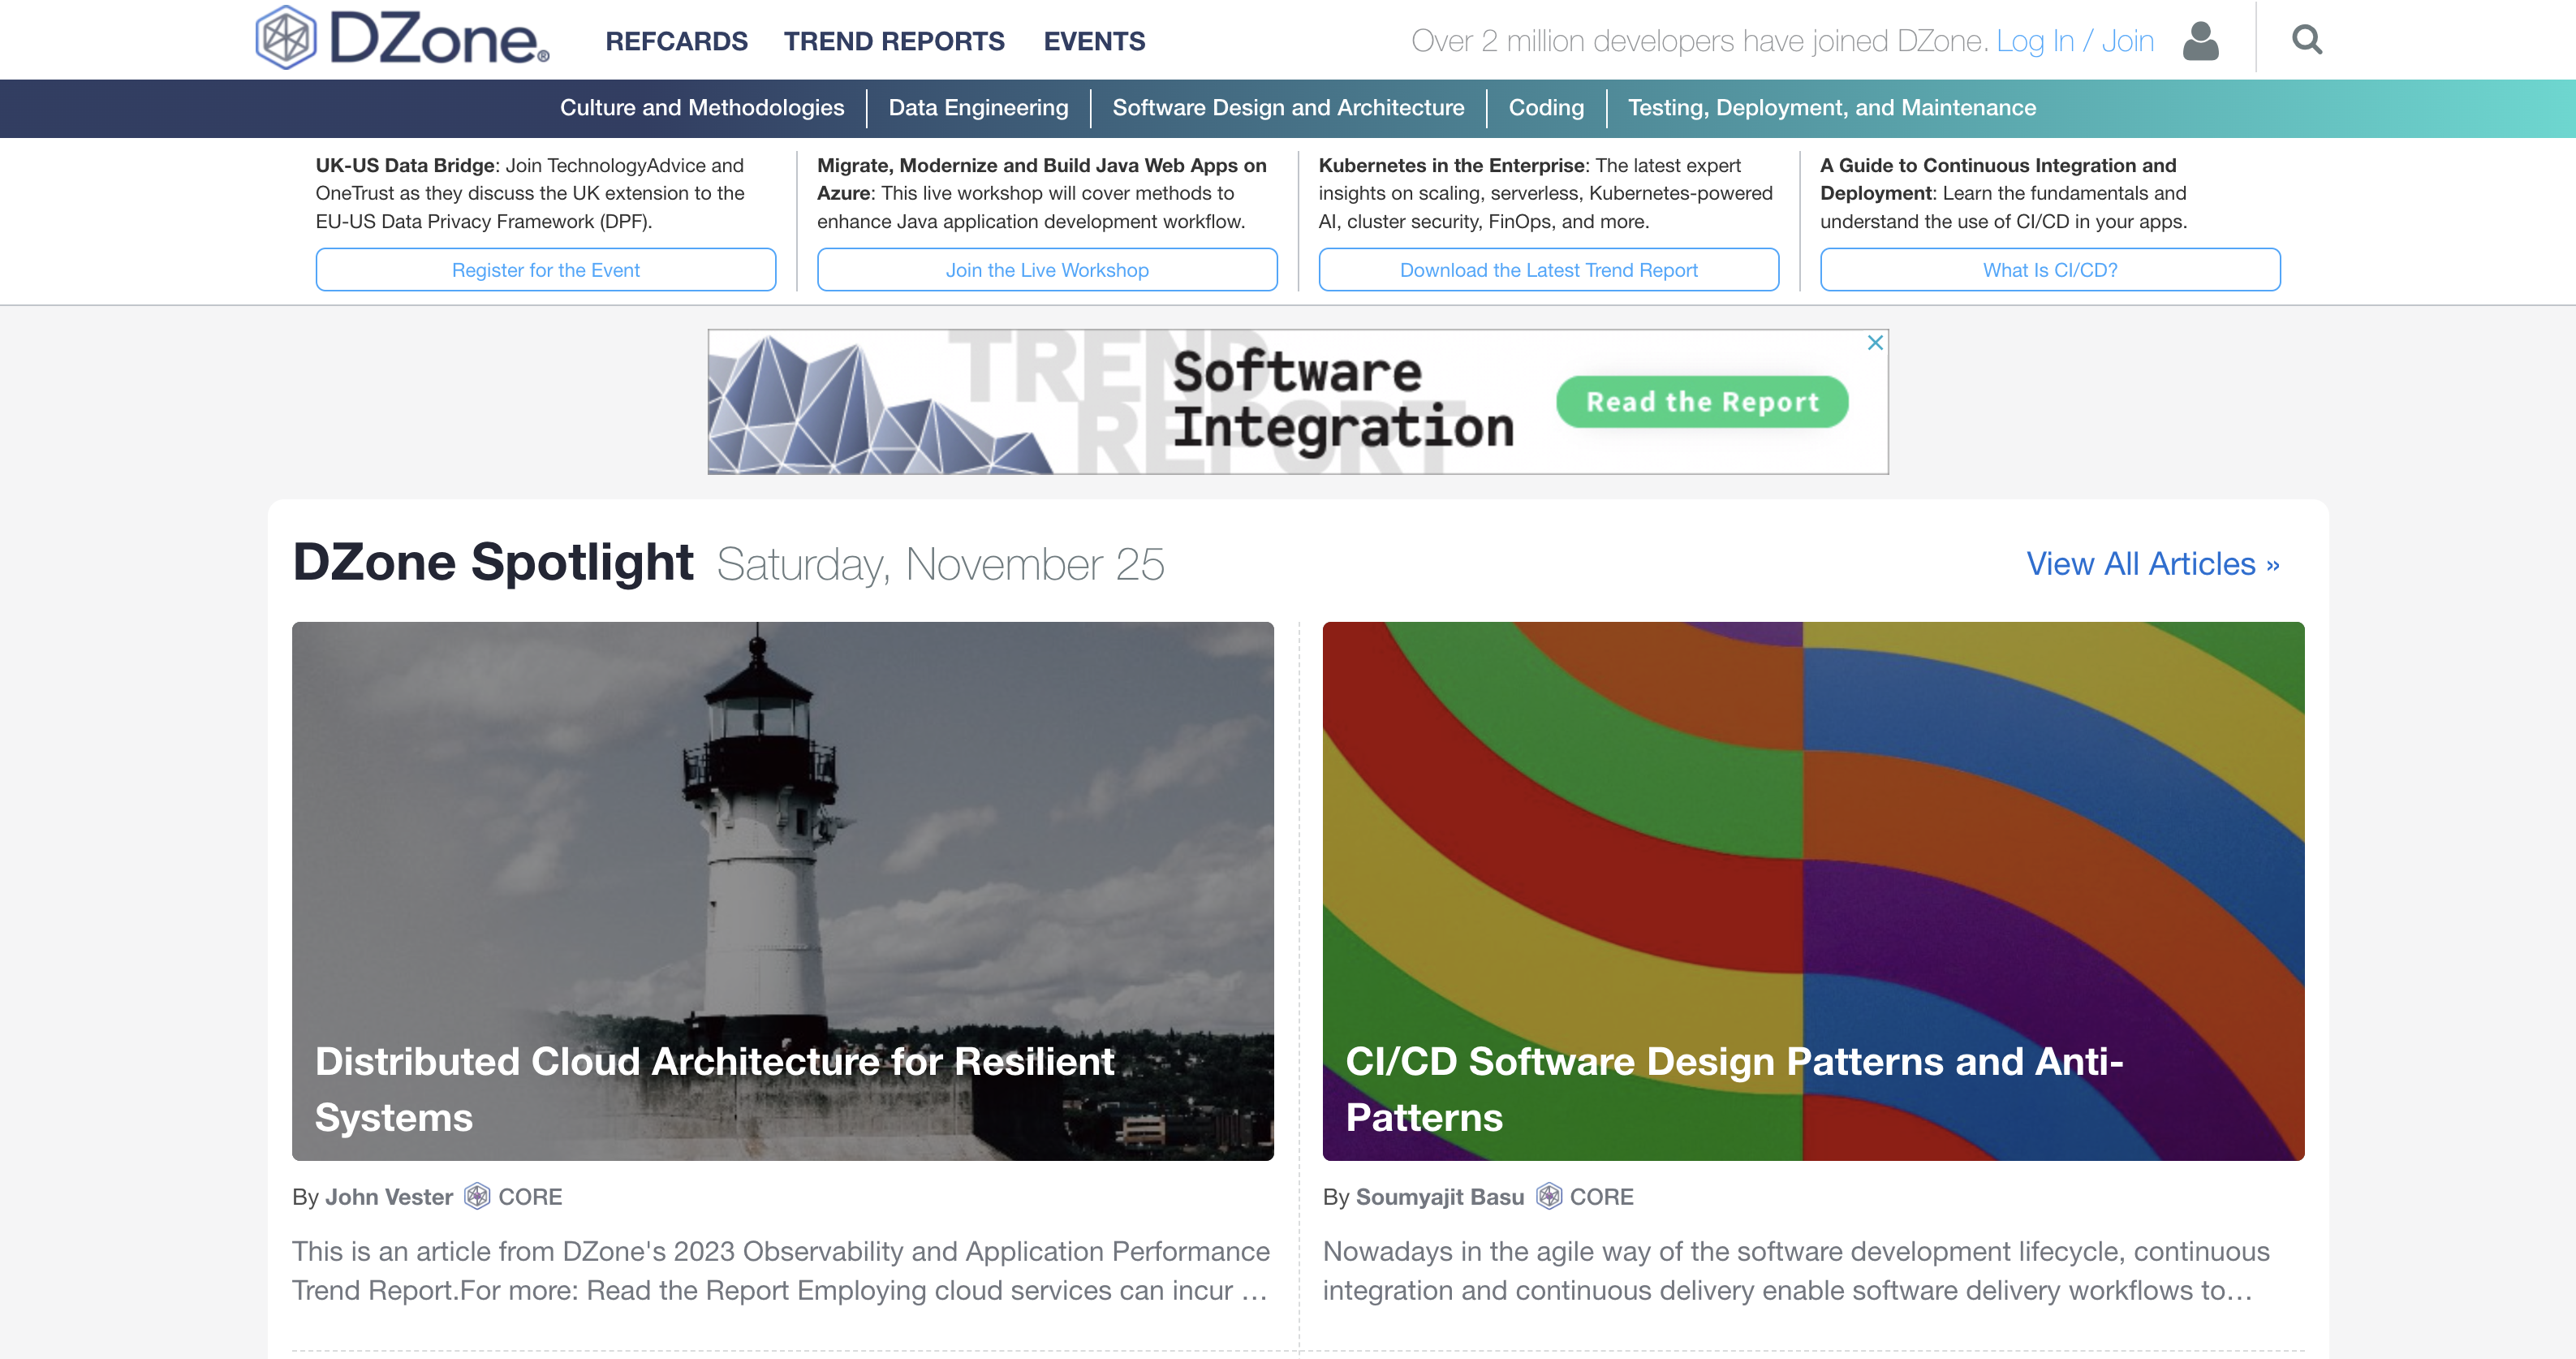 DZone®
REFCARDS TREND REPORTS EVENTS
Over 2 million developers have joined DZone. Log In / Join
Culture and Methodologies Data Engineering Software Design and Architecture Coding Testing, Deployment, and Maintenance
UK-US Data Bridge: Join TechnologyAdvice and
OneTrust as they discuss the UK extension to the
EU-US Data Privacy Framework (DPF).
Register for the Event
Migrate, Modernize and Build Java Web Apps on
Azure: This live workshop will cover methods to
enhance Java application development workflow.
Join the Live Workshop
Kubernetes in the Enterprise: The latest expert
insights on scaling, serverless, Kubernetes-powered
AI, cluster security, FinOps, and more.
Download the Latest Trend Report
A Guide to Continuous Integration and
Deployment: Learn the fundamentals and
understand the use of CI/CD in your apps.
What Is CI/CD?
TREND
REPORT
Software
Integration
Read the Report
DZone Spotlight Saturday, November 25
View All Articles »
Distributed Cloud Architecture for Resilient
Systems
By John Vester CORE
This is an article from DZone's 2023 Observability and Application Performance
Trend Report.For more: Read the Report Employing cloud services can incur …
CI/CD Software Design Patterns and Anti-
Patterns
By Soumyajit Basu CORE
Nowadays in the agile way of the software development lifecycle, continuous
integration and continuous delivery enable software delivery workflows to…